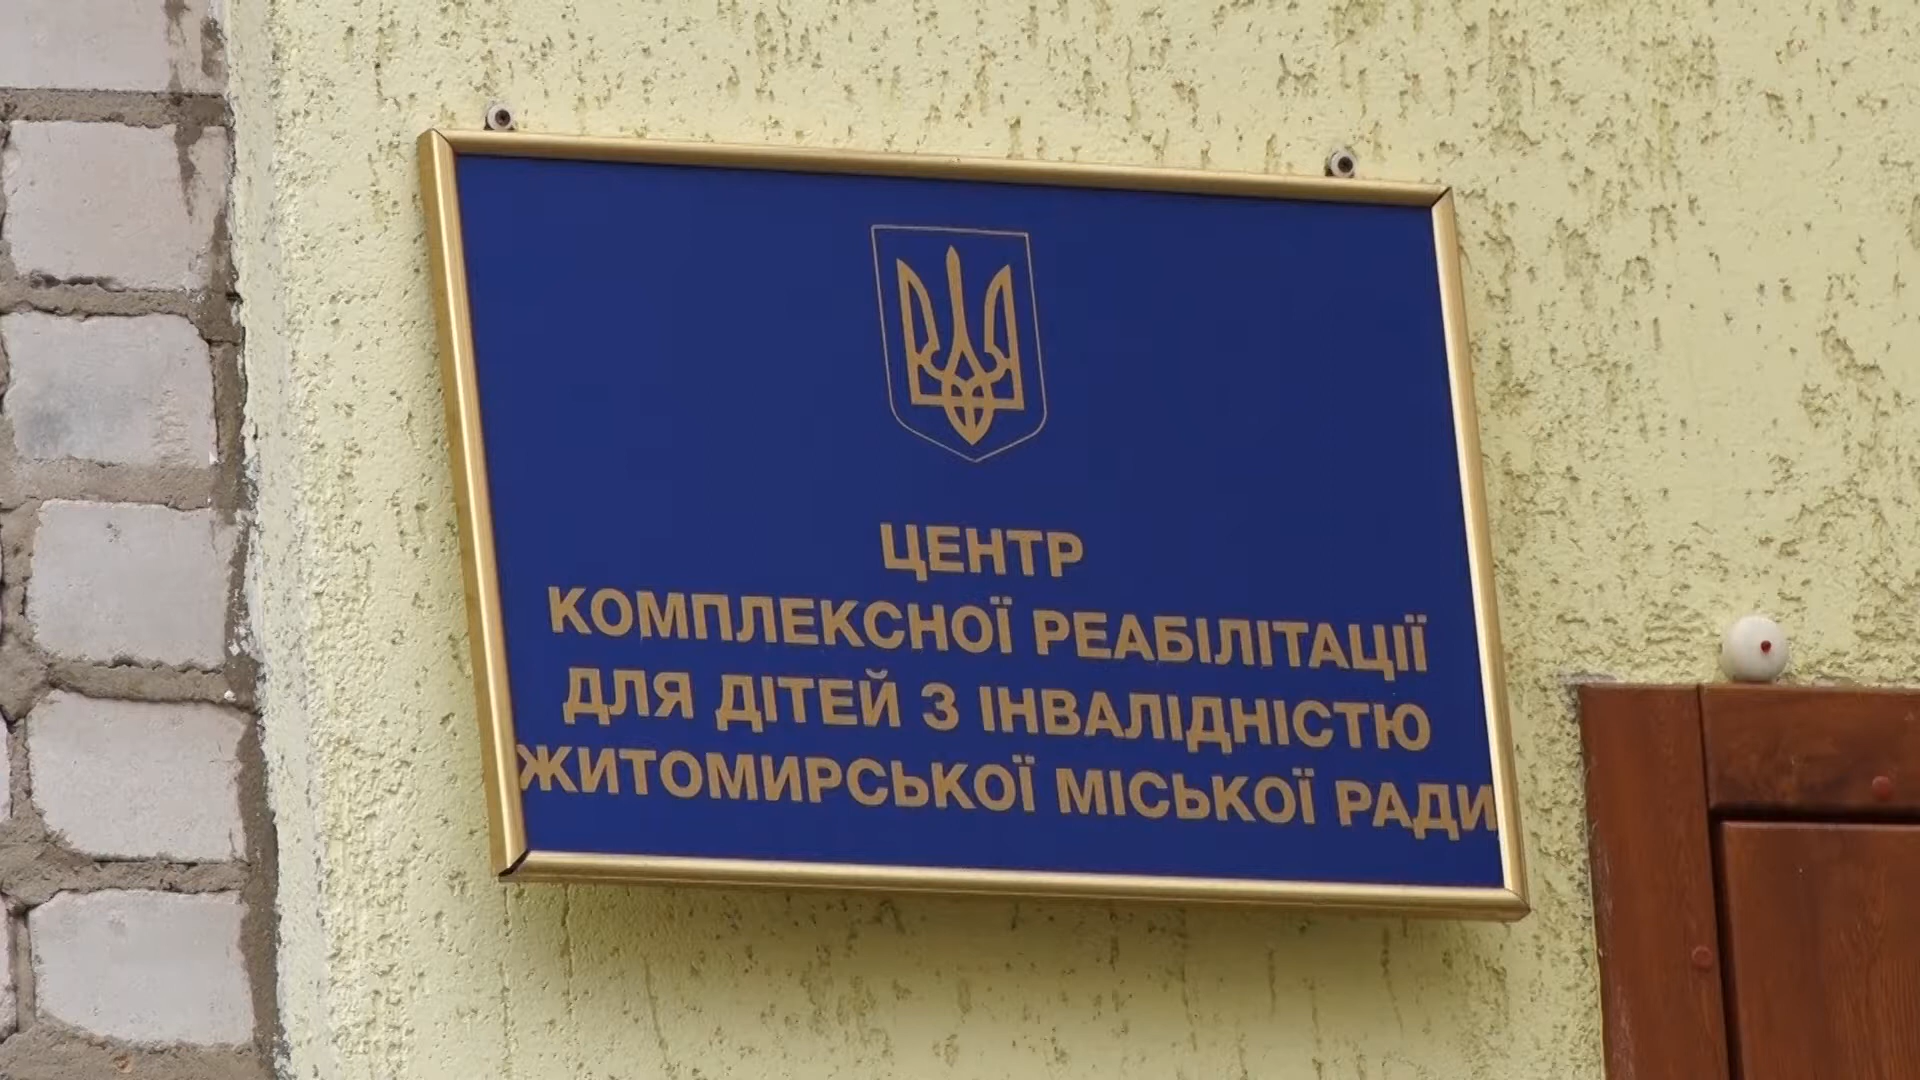 ЦЕНТР
КОМПЛЕКСНОЇ РЕАБІЛІТАЦІЇ
ДЛЯ ДІТЕЙ З ІНВАЛІДНІСТЮ
ЖИТОМИРСЬКОЇ МІСЬКОЇ РАДИ